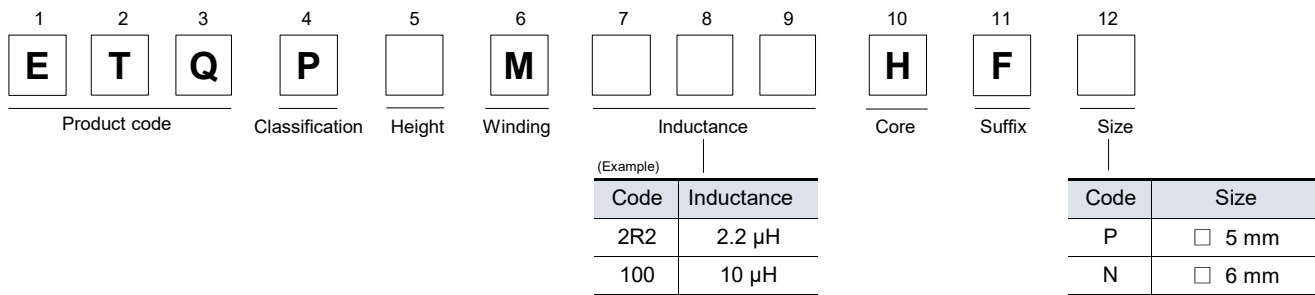 1 2 3 4 5 6 7 8 9 10 11 12
E T Q P M H F
Product code Classification Height Winding Inductance Core Suffix Size
(Example)
Code Inductance Code Size
2R2 2.2 µH P □ 5 mm
100 10 µH N □ 6 mm